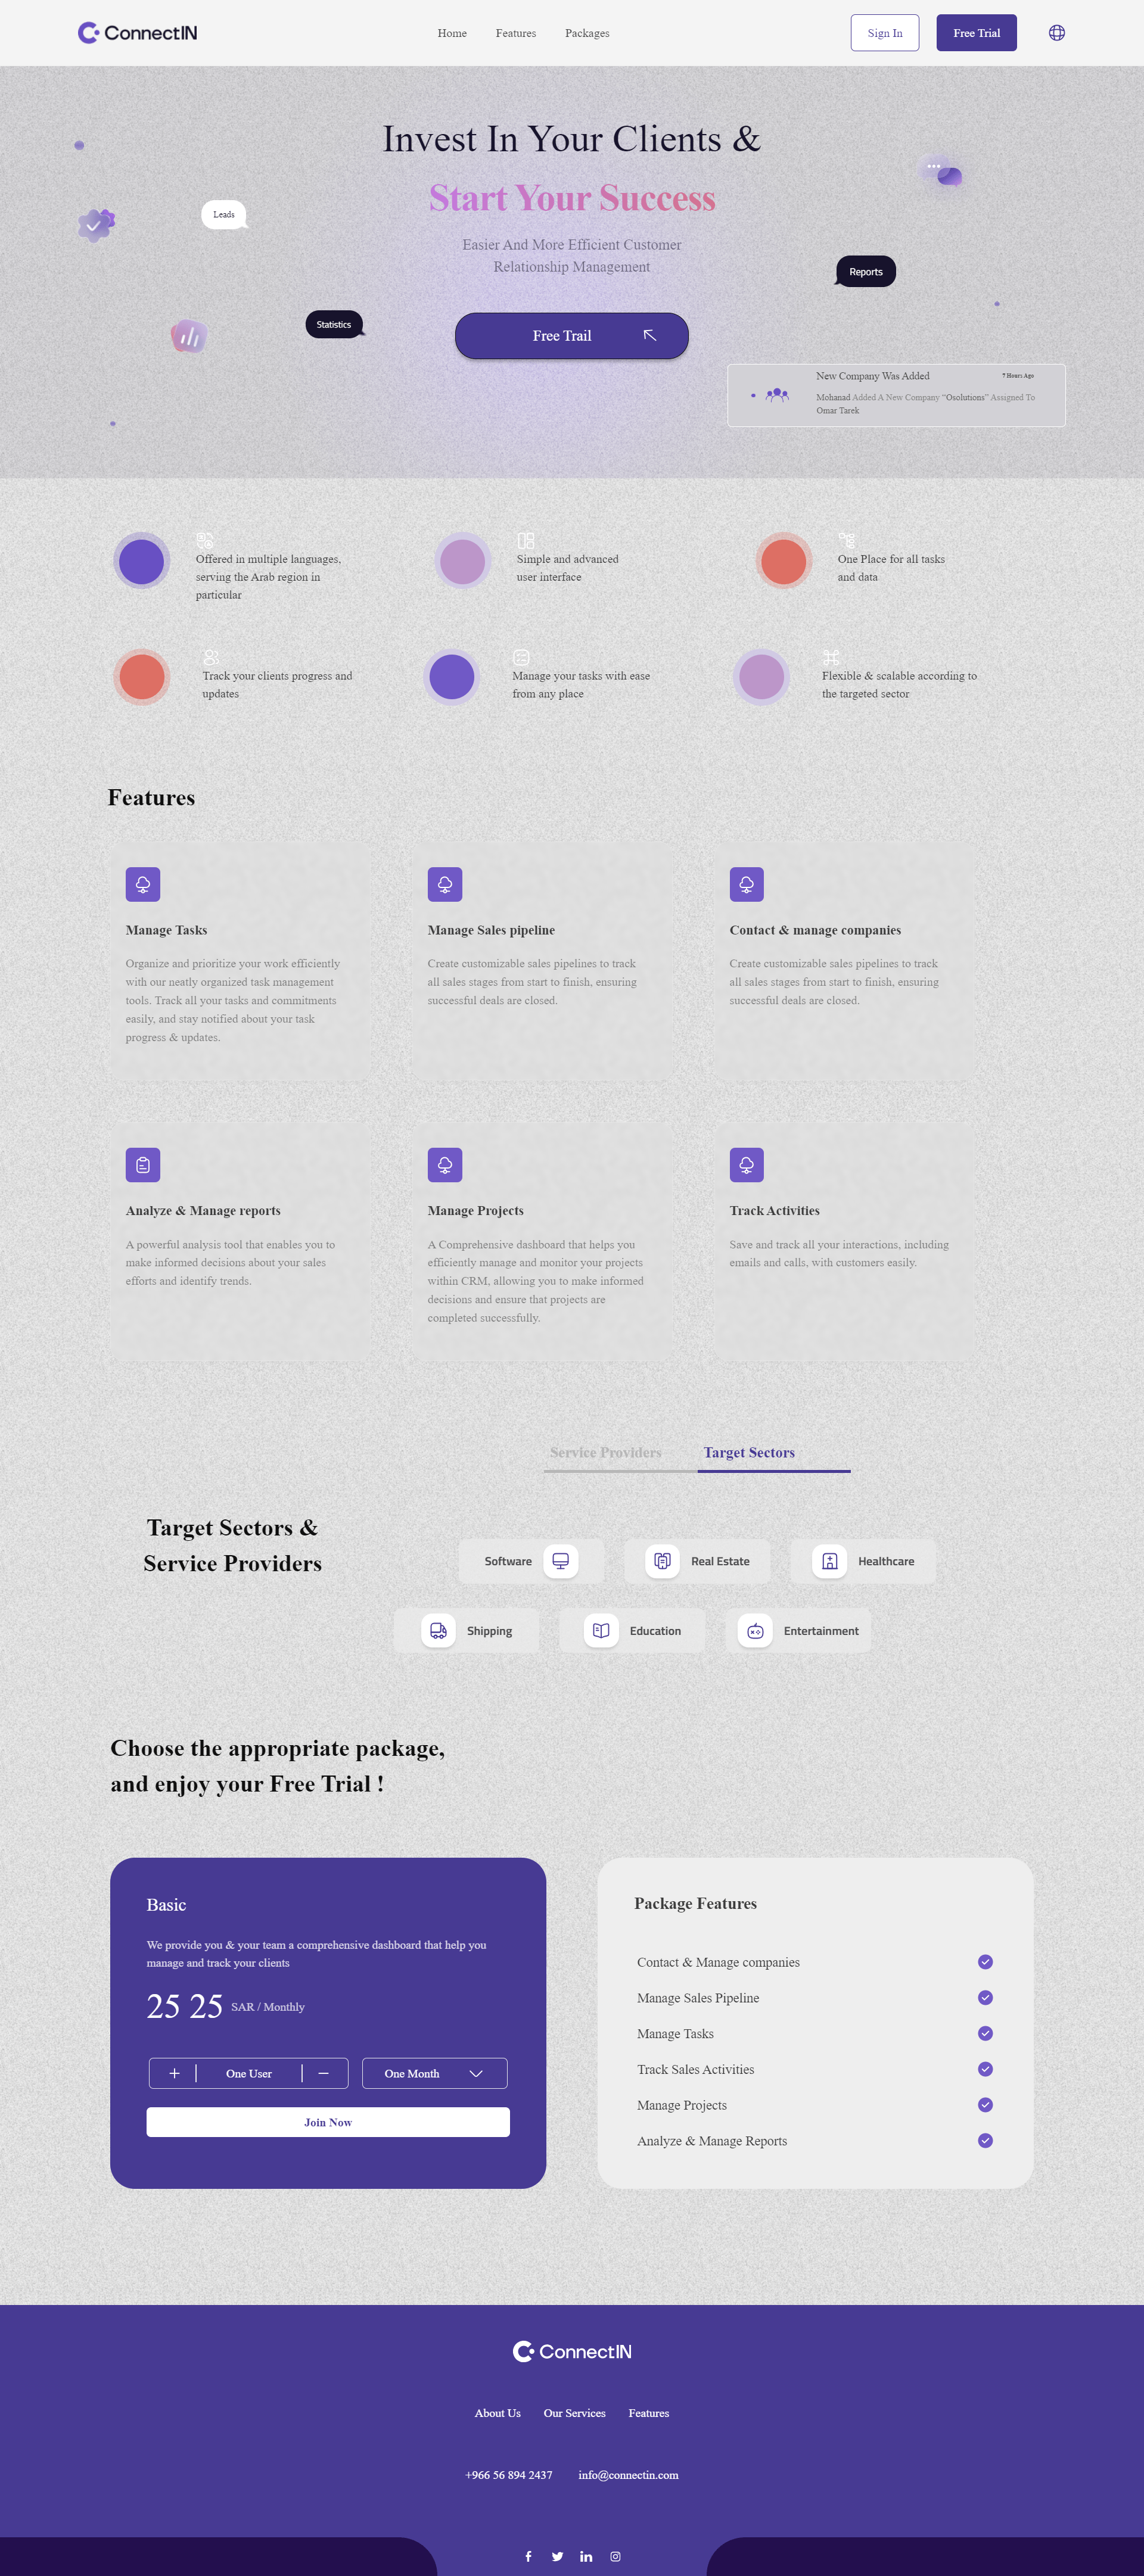 ConnectIN
Home Features Packages
Sign In
Free Trial
Invest In Your Clients &
Start Your Success
Leads
Easier And More Efficient Customer
Relationship Management
Reports
Statistics
Free Trail
New Company Was Added
7 Hours Ago
Mohanad Added A New Company “Osolutions” Assigned To
Omar Tarek
Offered in multiple languages,
serving the Arab region in
particular
Simple and advanced
user interface
One Place for all tasks
and data
Track your clients progress and
updates
Manage your tasks with ease
from any place
Flexible & scalable according to
the targeted sector
Features
Manage Tasks
Organize and prioritize your work efficiently
with our neatly organized task management
tools. Track all your tasks and commitments
easily, and stay notified about your task
progress & updates.
Manage Sales pipeline
Create customizable sales pipelines to track
all sales stages from start to finish, ensuring
successful deals are closed.
Contact & manage companies
Create customizable sales pipelines to track
all sales stages from start to finish, ensuring
successful deals are closed.
Analyze & Manage reports
A powerful analysis tool that enables you to
make informed decisions about your sales
efforts and identify trends.
Manage Projects
A Comprehensive dashboard that helps you
efficiently manage and monitor your projects
within CRM, allowing you to make informed
decisions and ensure that projects are
completed successfully.
Track Activities
Save and track all your interactions, including
emails and calls, with customers easily.
Service Providers
Target Sectors
Target Sectors &
Service Providers
Software
Real Estate
Healthcare
Shipping
Education
Entertainment
Choose the appropriate package,
and enjoy your Free Trial !
Basic
We provide you & your team a comprehensive dashboard that help you
manage and track your clients
25 25 SAR / Monthly
+ One User −
One Month
Join Now
Package Features
Contact & Manage companies
Manage Sales Pipeline
Manage Tasks
Track Sales Activities
Manage Projects
Analyze & Manage Reports
ConnectIN
About Us Our Services Features
+966 56 894 2437 info@connectin.com